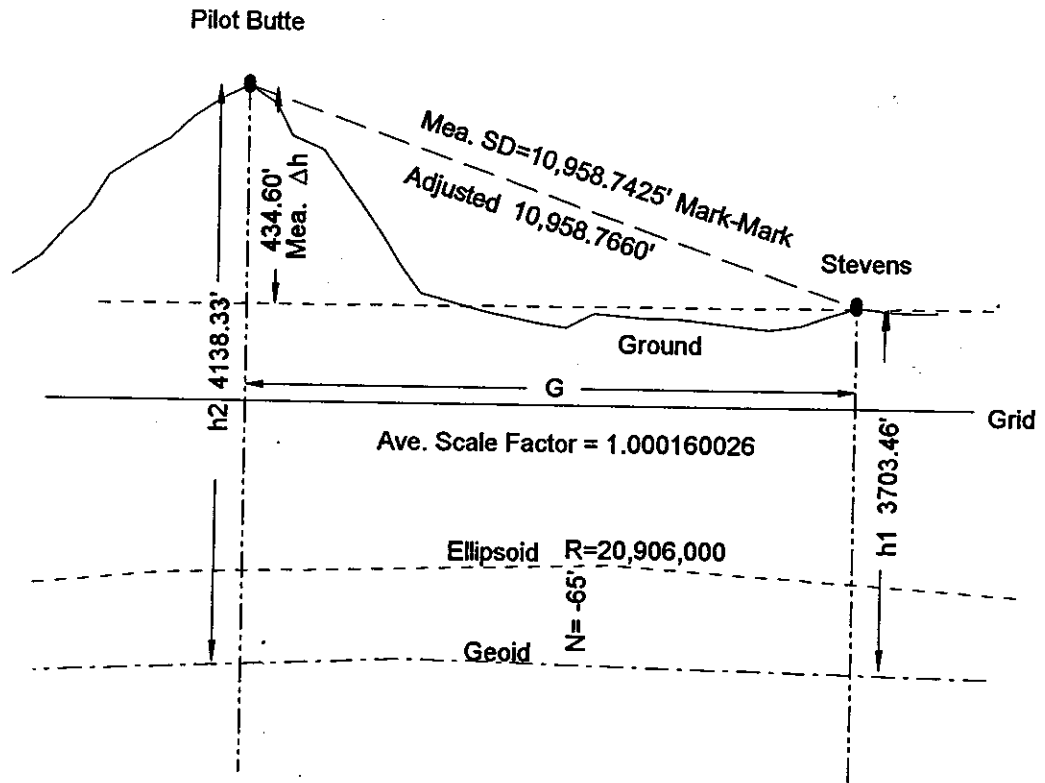 Pilot Butte
Mea. SD=10,958.7425' Mark-Mark
Adjusted 10,958.7660'
434.60'
Mea. Δh
Stevens
h2 4138.33'
Ground
G
Grid
Ave. Scale Factor = 1.000160026
h1 3703.46'
Ellipsoid R=20,906,000
N= -65'
Geoid